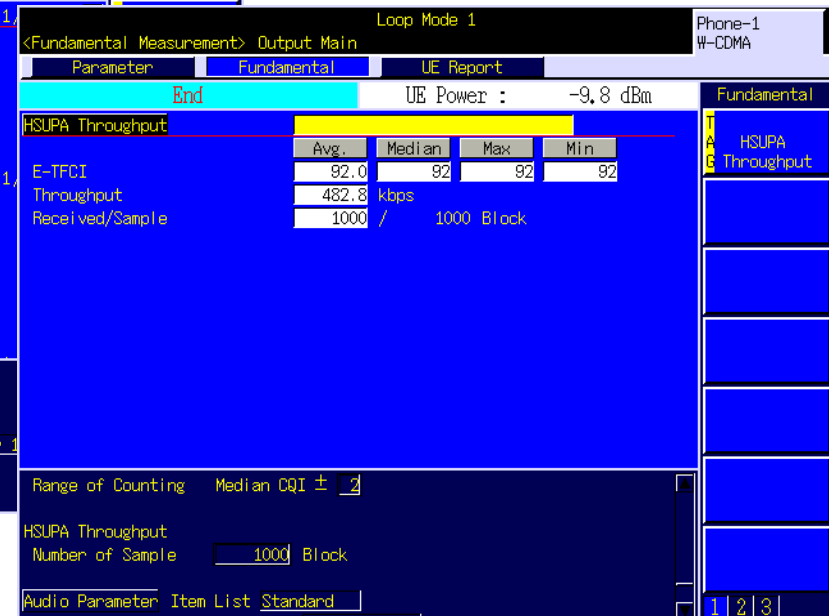 Loop Mode 1
Phone-1
<Fundamental Measurement> Output Main
W-CDMA
Parameter Fundamental UE Report
End UE Power : -9.8 dBm Fundamental
HSUPA Throughput
TAG HSUPA Throughput
Avg. Median Max Min
E-TFCI 92.0 92 92 92
Throughput 482.8 kbps
Received/Sample 1000 / 1000 Block
Range of Counting Median CQI ± 2
HSUPA Throughput
Number of Sample 1000 Block
Audio Parameter Item List Standard
1 2 3